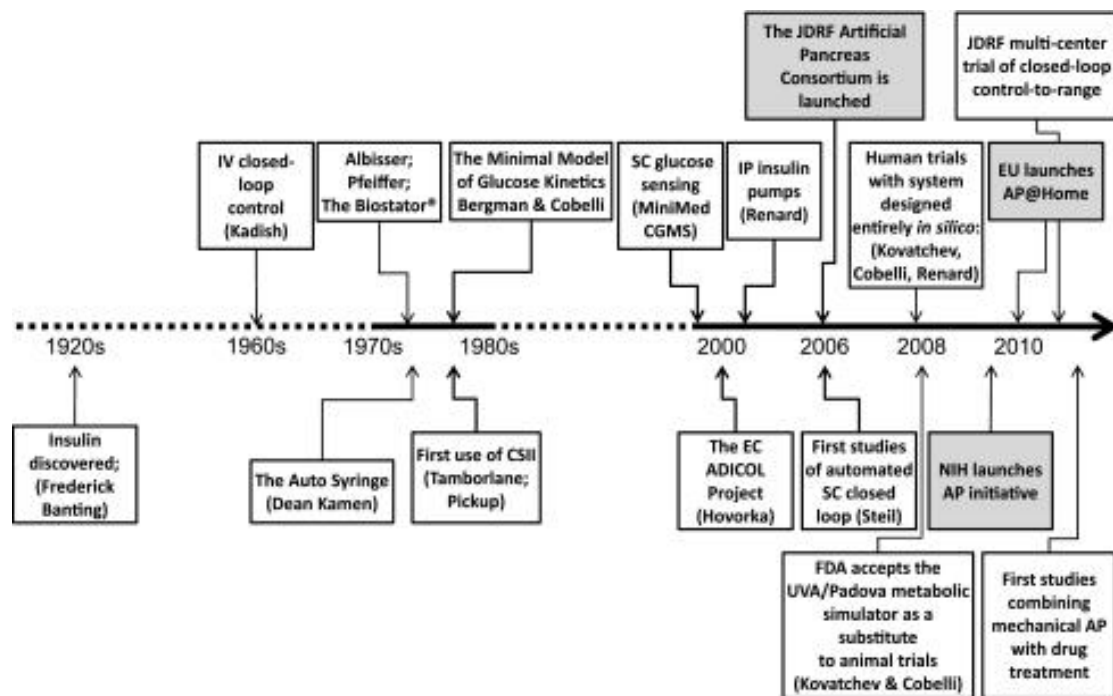 The JDRF Artificial
Pancreas
Consortium is
launched
JDRF multi-center
trial of closed-loop
control-to-range
IV closed-
loop
control
(Kadish)
Albisser;
Pfeiffer;
The Biostator®
The Minimal Model
of Glucose Kinetics
Bergman & Cobelli
SC glucose
sensing
(MiniMed
CGMS)
IP insulin
pumps
(Renard)
Human trials
with system
designed
entirely in silico:
(Kovatchev,
Cobelli, Renard)
EU launches
AP@Home
1920s
1960s
1970s
1980s
2000
2006
2008
2010
Insulin
discovered;
(Frederick
Banting)
The Auto Syringe
(Dean Kamen)
First use of CSII
(Tamborlane;
Pickup)
The EC
ADICOL
Project
(Hovorka)
First studies
of automated
SC closed
loop (Steil)
NIH launches
AP initiative
FDA accepts the
UVA/Padova metabolic
simulator as a
substitute
to animal trials
(Kovatchev & Cobelli)
First studies
combining
mechanical AP
with drug
treatment